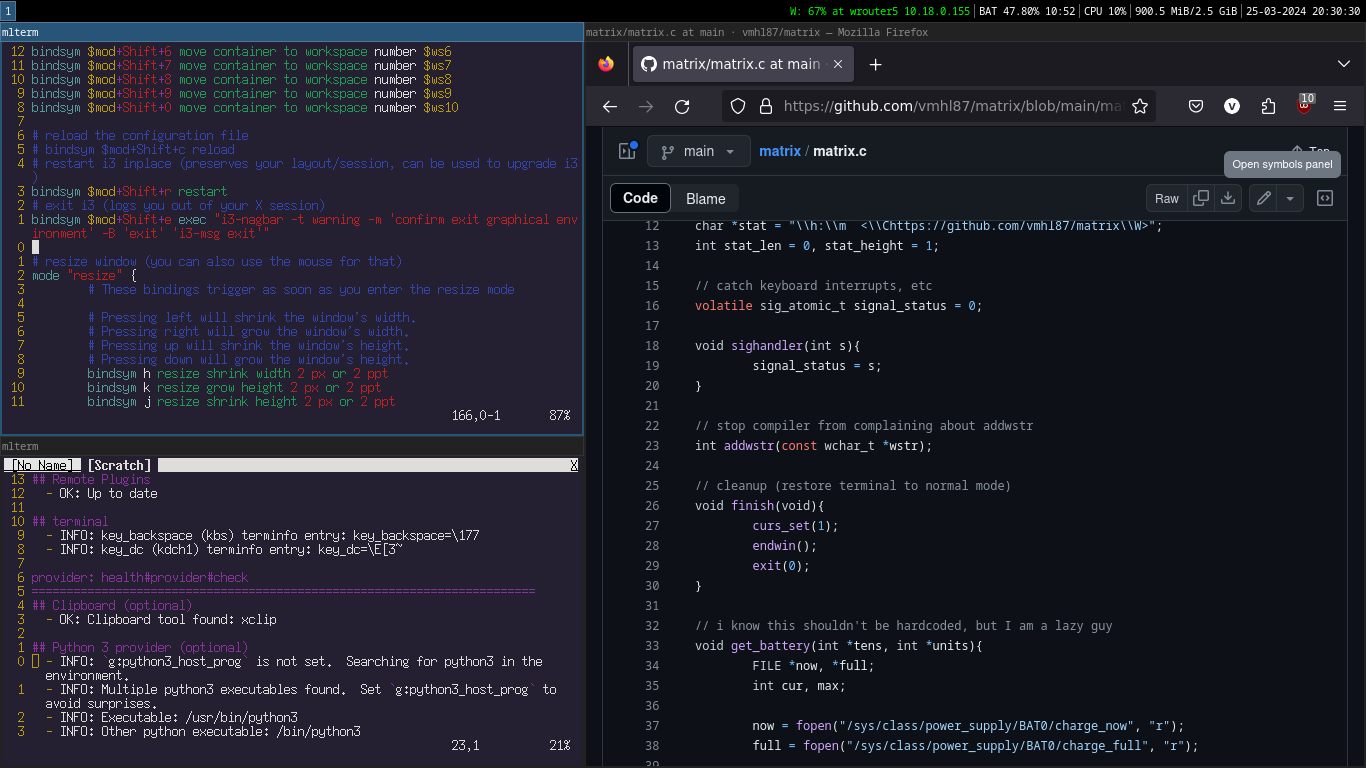 1
W: 67% at wrouter5 10.18.0.155 | BAT 47.80% 10:52 | CPU 10% | 900.5 MiB/2.5 GiB | 25-03-2024 20:30:30
mlterm
12 bindsym $mod+Shift+6 move container to workspace number $ws6
11 bindsym $mod+Shift+7 move container to workspace number $ws7
10 bindsym $mod+Shift+8 move container to workspace number $ws8
9 bindsym $mod+Shift+9 move container to workspace number $ws9
8 bindsym $mod+Shift+0 move container to workspace number $ws10
7
6 # reload the configuration file
5 # bindsym $mod+Shift+c reload
4 # restart i3 inplace (preserves your layout/session, can be used to upgrade i3
)
3 bindsym $mod+Shift+r restart
2 # exit i3 (logs you out of your X session)
1 bindsym $mod+Shift+e exec "i3-nagbar -t warning -m 'confirm exit graphical env
ironment' -B 'exit' 'i3-msg exit'"
0
1 # resize window (you can also use the mouse for that)
2 mode "resize" {
3 # These bindings trigger as soon as you enter the resize mode
4
5 # Pressing left will shrink the window's width.
6 # Pressing right will grow the window's width.
7 # Pressing up will shrink the window's height.
8 # Pressing down will grow the window's height.
9 bindsym h resize shrink width 2 px or 2 ppt
10 bindsym k resize grow height 2 px or 2 ppt
11 bindsym j resize shrink height 2 px or 2 ppt
166,0-1 87%
mlterm
[No Name] [Scratch] X
13 ## Remote Plugins
12 - OK: Up to date
11
10 ## terminal
9 - INFO: key_backspace (kbs) terminfo entry: key_backspace=\177
8 - INFO: key_dc (kdch1) terminfo entry: key_dc=\E[3~
7
6 provider: health#provider#check
5 ========================================================================
4 ## Clipboard (optional)
3 - OK: Clipboard tool found: xclip
2
1 ## Python 3 provider (optional)
0 - INFO: `g:python3_host_prog` is not set.  Searching for python3 in the
environment.
1 - INFO: Multiple python3 executables found.  Set `g:python3_host_prog` to
avoid surprises.
2 - INFO: Executable: /usr/bin/python3
3 - INFO: Other python executable: /bin/python3
23,1 21%
matrix/matrix.c at main · vmhl87/matrix — Mozilla Firefox
matrix/matrix.c at main ·
https://github.com/vmhl87/matrix/blob/main/ma
V
10
main
matrix / matrix.c
Top
Open symbols panel
Code Blame Raw
12 char *stat = "\\h:\\m  <\\Chttps://github.com/vmhl87/matrix\\W>";
13 int stat_len = 0, stat_height = 1;
14
15 // catch keyboard interrupts, etc
16 volatile sig_atomic_t signal_status = 0;
17
18 void sighandler(int s){
19 signal_status = s;
20 }
21
22 // stop compiler from complaining about addwstr
23 int addwstr(const wchar_t *wstr);
24
25 // cleanup (restore terminal to normal mode)
26 void finish(void){
27 curs_set(1);
28 endwin();
29 exit(0);
30 }
31
32 // i know this shouldn't be hardcoded, but I am a lazy guy
33 void get_battery(int *tens, int *units){
34 FILE *now, *full;
35 int cur, max;
36
37 now = fopen("/sys/class/power_supply/BAT0/charge_now", "r");
38 full = fopen("/sys/class/power_supply/BAT0/charge_full", "r");
39